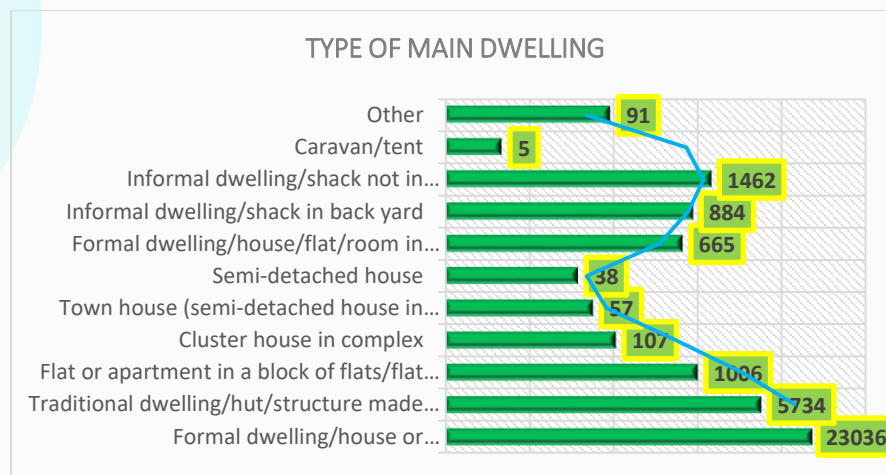 TYPE OF MAIN DWELLING
Other 91
Caravan/tent 5
Informal dwelling/shack not in... 1462
Informal dwelling/shack in back yard 884
Formal dwelling/house/flat/room in... 665
Semi-detached house 38
Town house (semi-detached house in... 57
Cluster house in complex 107
Flat or apartment in a block of flats/flat... 1006
Traditional dwelling/hut/structure made... 5734
Formal dwelling/house or... 23036